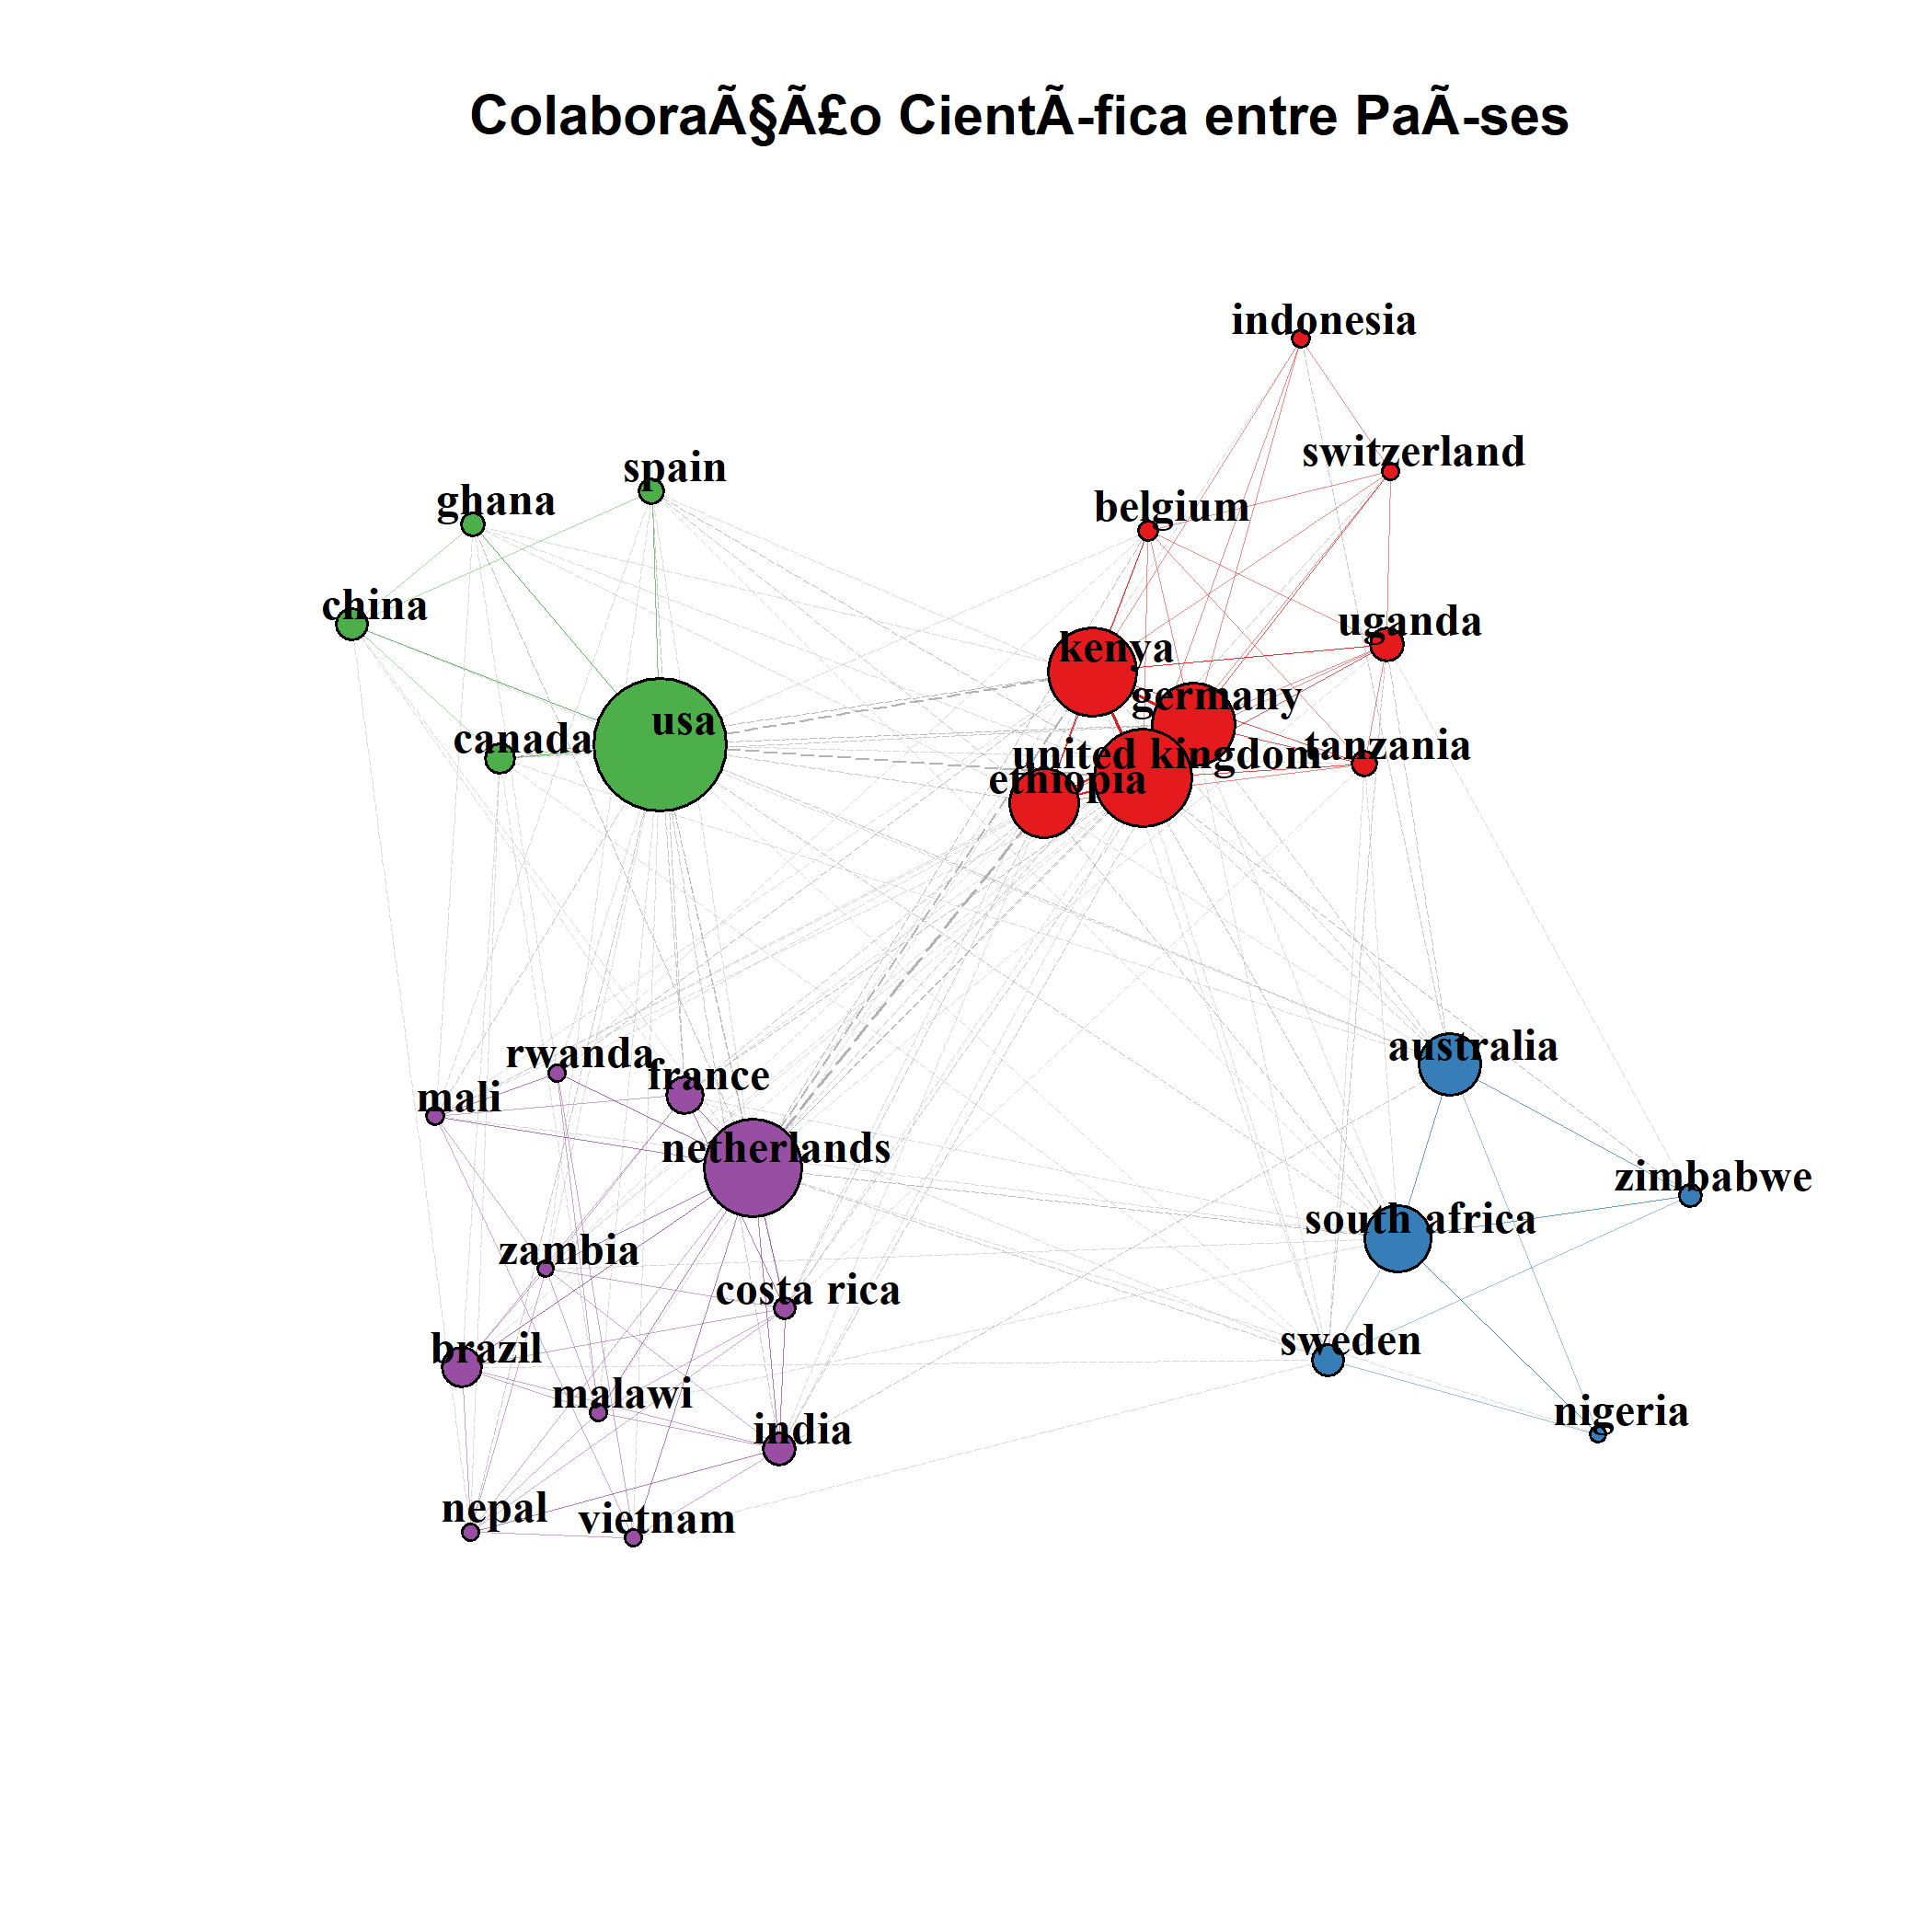 ColaboraÃ§Ã£o CientÃ-fica entre PaÃ-ses
indonesia
switzerland
spain
ghana
belgium
china
uganda
kenya
germany
usa
canada
united kingdom
tanzania
ethiopia
australia
rwanda
france
mali
netherlands
zimbabwe
south africa
zambia
costa rica
sweden
brazil
malawi
nigeria
india
nepal
vietnam